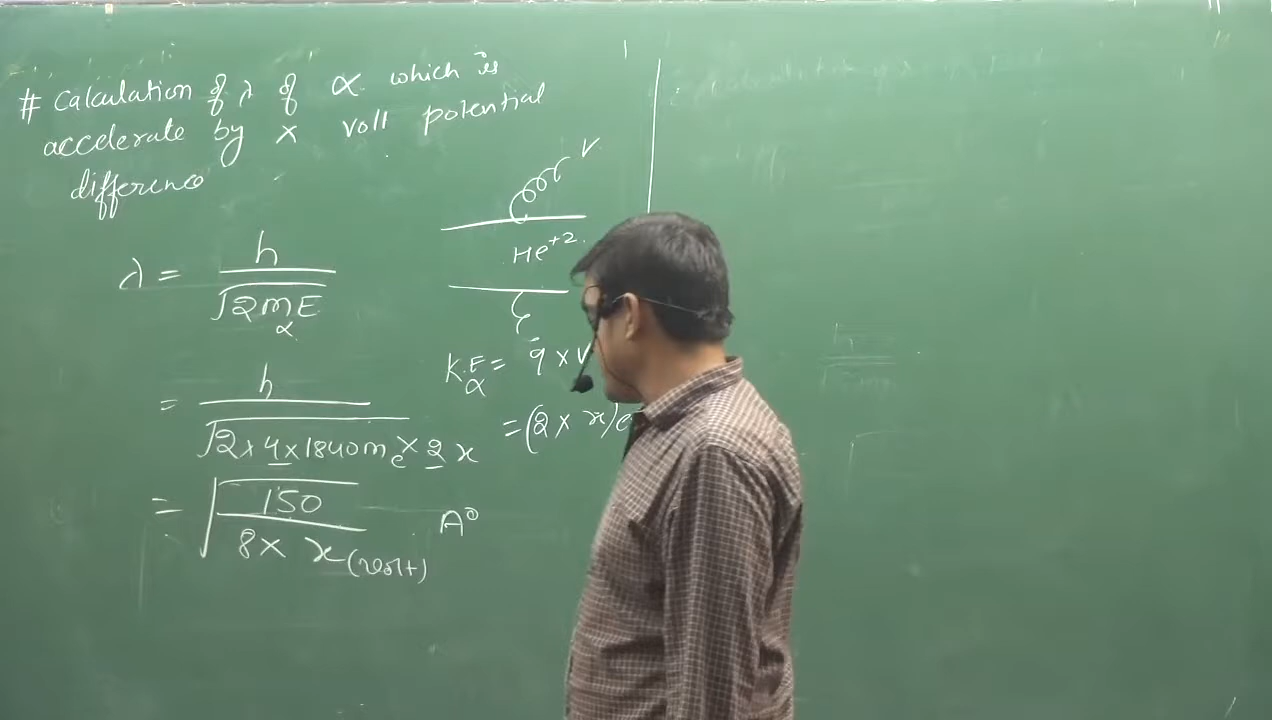 # Calculation of λ of α which is
accelerate by x voll potential
difference
λ = h / √2mαE
= h / √2×4×1840me×2x
= √150 / 8× x(volt) A°
V
He+2
K.Eα = q × V
= (2 × x)e